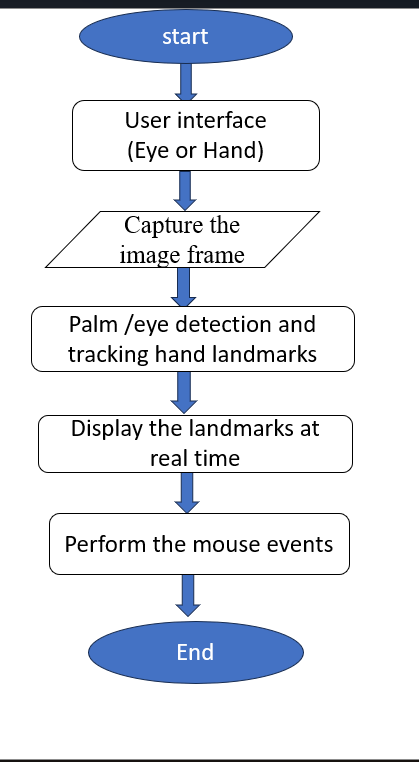 start
User interface
(Eye or Hand)
Capture the
image frame
Palm /eye detection and
tracking hand landmarks
Display the landmarks at
real time
Perform the mouse events
End